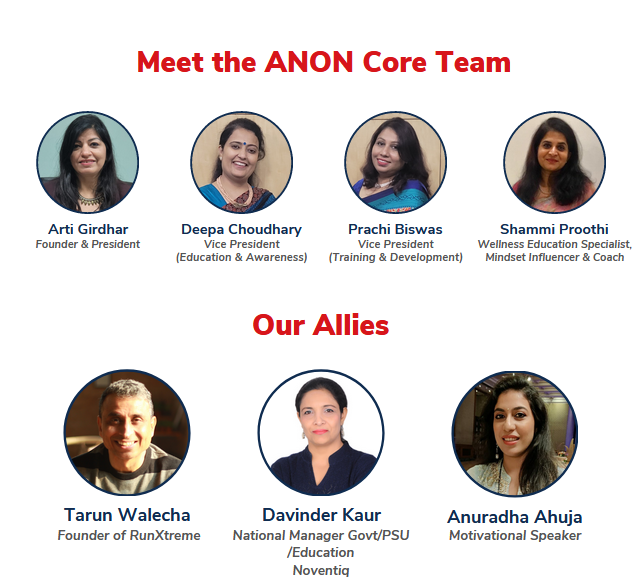 Meet the ANON Core Team
Arti Girdhar
Founder & President
Deepa Choudhary
Vice President
(Education & Awareness)
Prachi Biswas
Vice President
(Training & Development)
Shammi Proothi
Wellness Education Specialist,
Mindset Influencer & Coach
Our Allies
Tarun Walecha
Founder of RunXtreme
Davinder Kaur
National Manager Govt/PSU
/Education
Noventiq
Anuradha Ahuja
Motivational Speaker